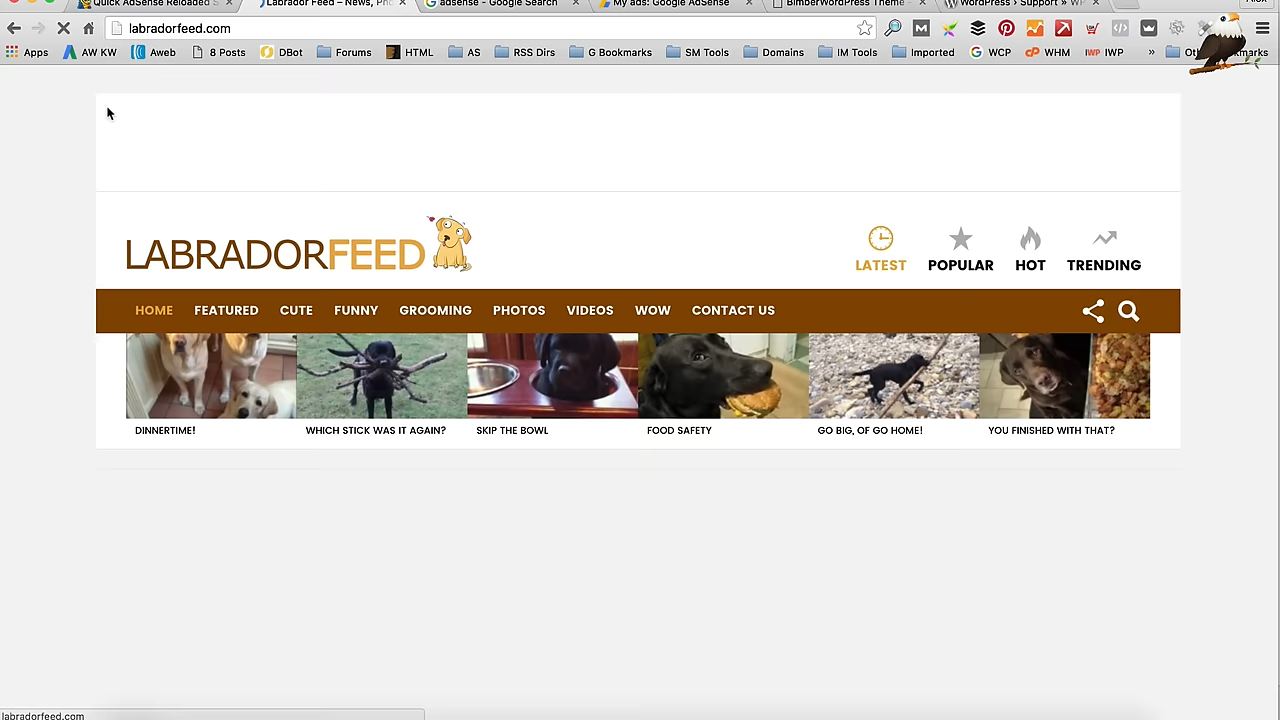 Quick AdSense Reloaded S
Labrador Feed – News, Pho
adsense - Google Search
My ads: Google AdSense
BimberWordPress Theme -
WordPress › Support » WP
labradorfeed.com
Apps
AW KW
Aweb
8 Posts
DBot
Forums
HTML
AS
RSS Dirs
G Bookmarks
SM Tools
Domains
IM Tools
Imported
WCP
WHM
IWP IWP
»
LABRADORFEED
LATEST
POPULAR
HOT
TRENDING
HOME FEATURED CUTE FUNNY GROOMING PHOTOS VIDEOS WOW CONTACT US
DINNERTIME!
WHICH STICK WAS IT AGAIN?
SKIP THE BOWL
FOOD SAFETY
GO BIG, OF GO HOME!
YOU FINISHED WITH THAT?
labradorfeed.com